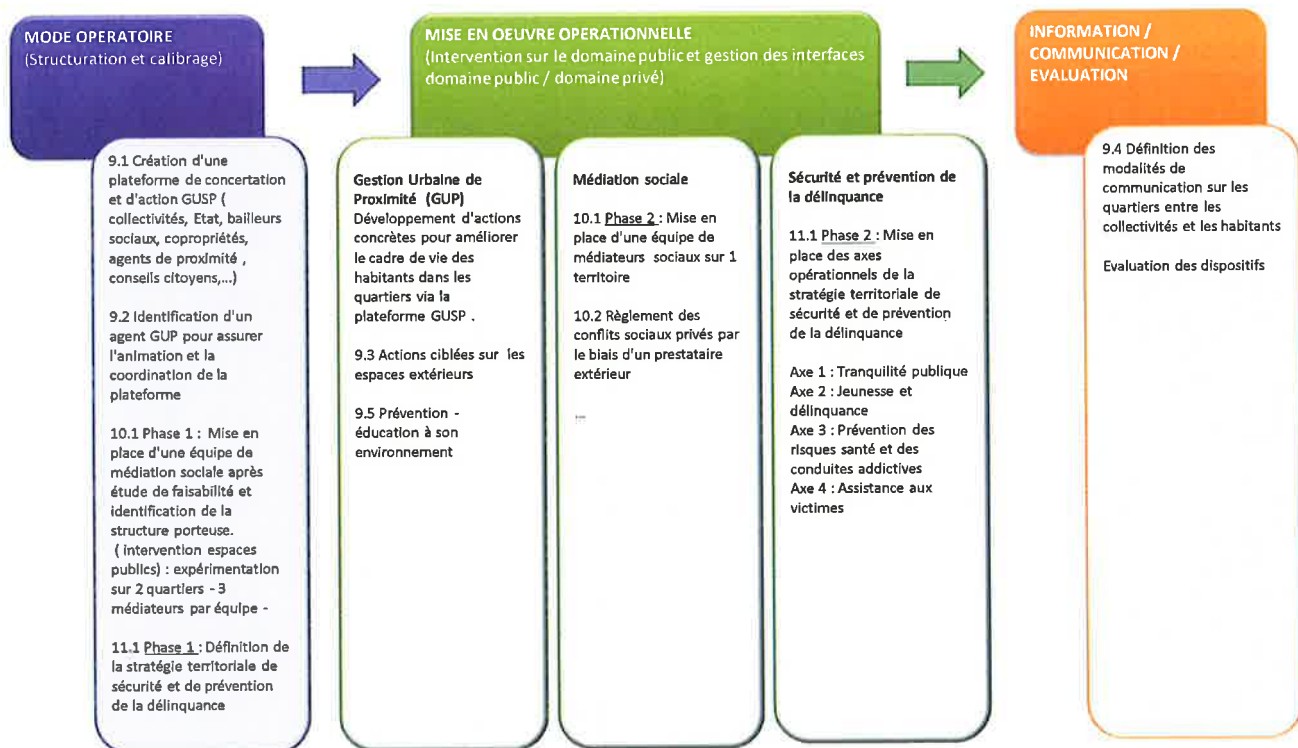 MODE OPERATOIRE
(Structuration et calibrage)
MISE EN OEUVRE OPERATIONNELLE
(Intervention sur le domaine public et gestion des interfaces
domaine public / domaine privé)
INFORMATION /
COMMUNICATION /
EVALUATION
9.1 Création d'une
plateforme de concertation
et d'action GUSP (
collectivités, Etat, bailleurs
sociaux, copropriétés,
agents de proximité ,
conseils citoyens,...)
9.2 Identification d'un
agent GUP pour assurer
l'animation et la
coordination de la
plateforme
10.1 Phase 1 : Mise en
place d'une équipe de
médiation sociale après
étude de faisabilité et
identification de la
structure porteuse.
( intervention espaces
publics) : expérimentation
sur 2 quartiers - 3
médiateurs par équipe -
11.1 Phase 1 : Définition de
la stratégie territoriale de
sécurité et de prévention
de la délinquance
Gestion Urbaine de
Proximité (GUP)
Développement d'actions
concrètes pour améliorer
le cadre de vie des
habitants dans les
quartiers via la
plateforme GUSP .
9.3 Actions ciblées sur les
espaces extérieurs
9.5 Prévention -
éducation à son
environnement
Médiation sociale
10.1 Phase 2 : Mise en
place d'une équipe de
médiateurs sociaux sur 1
territoire
10.2 Règlement des
conflits sociaux privés par
le biais d'un prestataire
extérieur
...
Sécurité et prévention de
la délinquance
11.1 Phase 2 : Mise en
place des axes
opérationnels de la
stratégie territoriale de
sécurité et de prévention
de la délinquance
Axe 1 : Tranquilité publique
Axe 2 : Jeunesse et
délinquance
Axe 3 : Prévention des
risques santé et des
conduites addictives
Axe 4 : Assistance aux
victimes
9.4 Définition des
modalités de
communication sur les
quartiers entre les
collectivités et les habitants
Evaluation des dispositifs